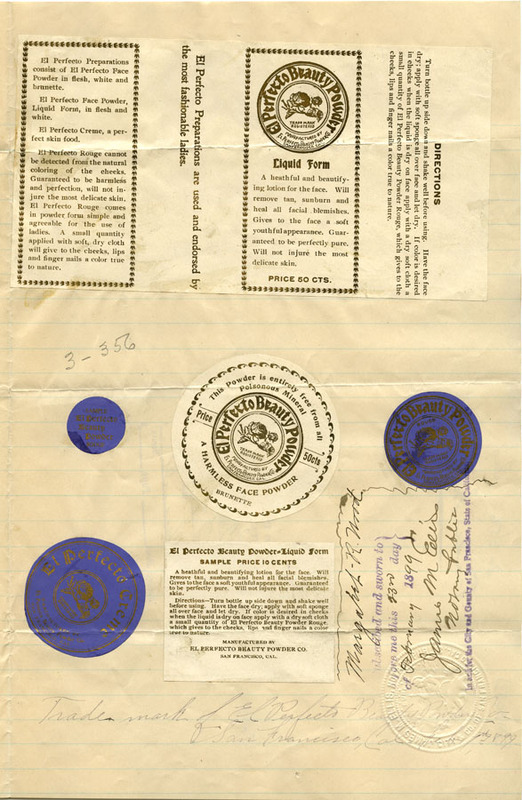 El Perfecto Preparations
consist of El Perfecto Face
Powder in flesh, white and
brunette.
El Perfecto Face Powder,
Liquid Form, in flesh and
white.
El Perfecto Creme, a per-
fect skin food.
El Perfecto Rouge cannot
be detected from the natural
coloring of the cheeks.
Guaranteed to be harmless
and perfection, will not in-
jure the most delicate skin.
El Perfecto Rouge comes
in powder form simple and
agreeable for the use of
ladies. A small quantity
applied with soft, dry cloth
will give to the cheeks, lips
and finger nails a color true
to nature.
El Perfecto Preparations are used and endorsed by
the most fashionable ladies.
El Perfecto Beauty Powder
TRADE MARK
REGISTERED
MANUFACTURED BY
Liquid Form
A healthful and beautify-
ing lotion for the face. Will
remove tan, sunburn and
heal all facial blemishes.
Gives to the face a soft
youthful appearance. Guar-
anteed to be perfectly pure.
Will not injure the most
delicate skin.
PRICE 50 CTS.
DIRECTIONS
Turn bottle up side down and shake well before using. Have the face
dry; apply with soft sponge all over face and let dry. If color is desired
in cheeks when the liquid is dry on face apply with a dry soft cloth a
small quantity of El Perfecto Beauty Powder Rouge, which gives to the
cheeks, lips and finger nails a color true to nature.
3-356
This Powder is entirely free from all
Poisonous Mineral
Price
50cts
El Perfecto Beauty Powder
TRADE MARK
REGISTERED
MANUFACTURED BY
A HARMLESS FACE POWDER
BRUNETTE
El Perfecto Beauty Powder
El Perfecto
El Perfecto Beauty Powder-Liquid Form
SAMPLE PRICE 10 CENTS
A healthful and beautifying lotion for the face. Will
remove tan, sunburn and heal all facial blemishes.
Gives to the face a soft youthful appearance. Guaranteed
to be perfectly pure. Will not injure the most delicate
skin.
Directions—Turn bottle up side down and shake well
before using. Have the face dry; apply with soft sponge
all over face and let dry. If color is desired in cheeks
when the liquid is dry on face apply with a dry soft cloth
a small quantity of El Perfecto Beauty Powder Rouge,
which gives to the cheeks, lips and finger nails a color
true to nature.
MANUFACTURED BY
EL PERFECTO BEAUTY POWDER CO.
SAN FRANCISCO, CAL.
Margaret R.
Subscribed and sworn to
before me this 23rd day
of February 1899
James M.
Notary Public
In and for the City and County of San Francisco, State of
Trade mark of El Perfecto Beauty Powder Co
San Francisco, Cal